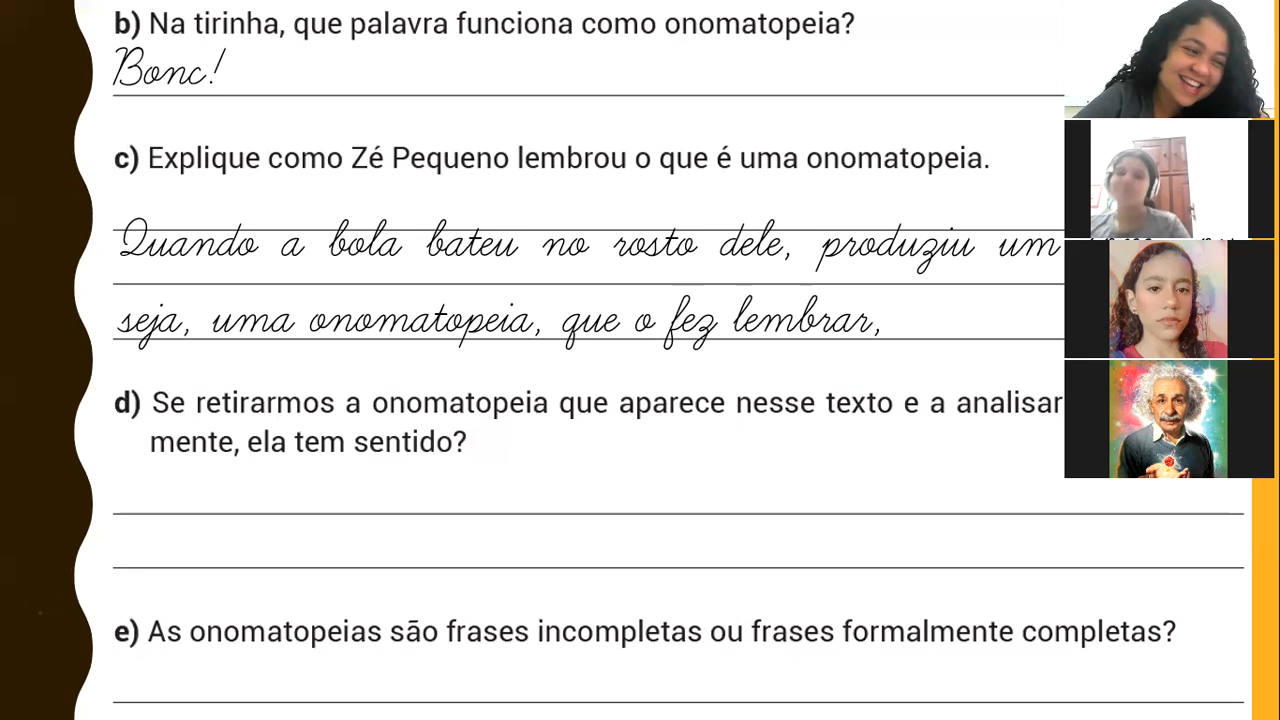 b) Na tirinha, que palavra funciona como onomatopeia?
Bonc!
c) Explique como Zé Pequeno lembrou o que é uma onomatopeia.
Quando a bola bateu no rosto dele, produziu um
seja, uma onomatopeia, que o fez lembrar,
d) Se retirarmos a onomatopeia que aparece nesse texto e a analisar
mente, ela tem sentido?
e) As onomatopeias são frases incompletas ou frases formalmente completas?